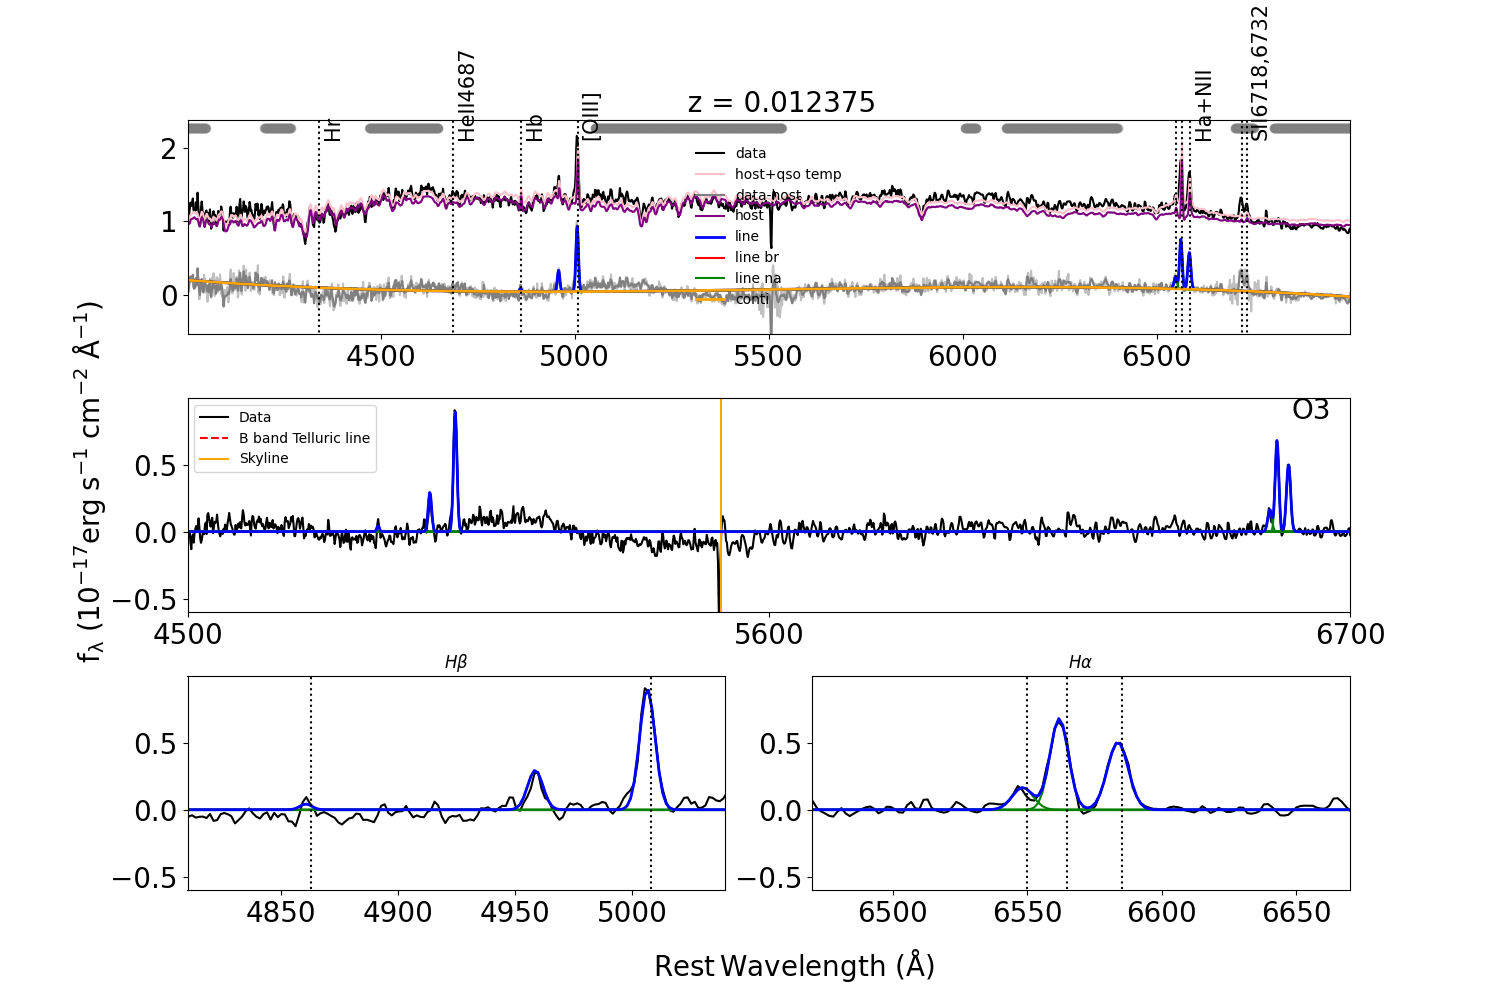 z = 0.012375
Hr
HeII4687
Hb
[OIII]
Ha+NII
SII6718,6732
data
host+qso temp
data-host
host
line
line br
line na
conti
2
1
0
4500 5000 5500 6000 6500
O3
Data
B band Telluric line
Skyline
0.5
0.0
−0.5
4500 5600 6700
fλ (10⁻¹⁷erg s⁻¹ cm⁻² Å⁻¹)
Hβ
0.5
0.0
−0.5
4850 4900 4950 5000
Hα
0.5
0.0
−0.5
6500 6550 6600 6650
Rest Wavelength (Å)